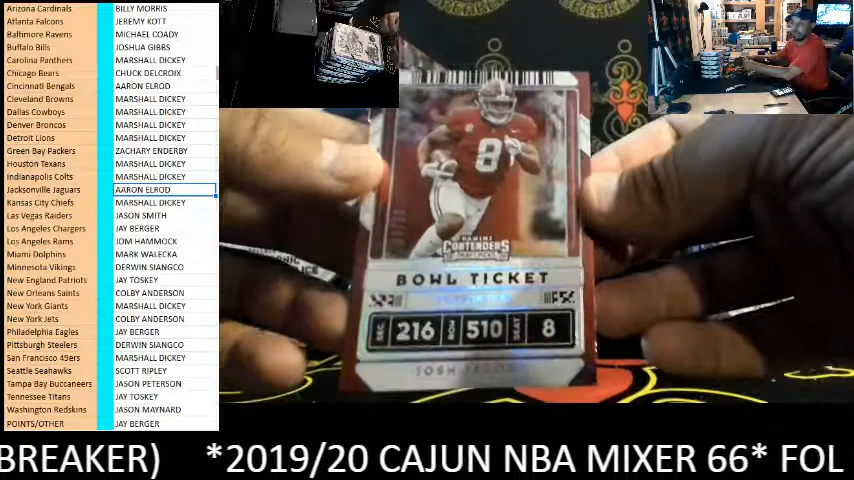 Arizona Cardinals BILLY MORRIS
Atlanta Falcons JEREMY KOTT
Baltimore Ravens MICHAEL COADY
Buffalo Bills JOSHUA GIBBS
Carolina Panthers MARSHALL DICKEY
Chicago Bears CHUCK DELCROIX
Cincinnati Bengals AARON ELROD
Cleveland Browns MARSHALL DICKEY
Dallas Cowboys MARSHALL DICKEY
Denver Broncos MARSHALL DICKEY
Detroit Lions MARSHALL DICKEY
Green Bay Packers ZACHARY ENDERBY
Houston Texans MARSHALL DICKEY
Indianapolis Colts MARSHALL DICKEY
Jacksonville Jaguars AARON ELROD
Kansas City Chiefs MARSHALL DICKEY
Las Vegas Raiders JASON SMITH
Los Angeles Chargers JAY BERGER
Los Angeles Rams JOM HAMMOCK
Miami Dolphins MARK WALECKA
Minnesota Vikings DERWIN SIANGCO
New England Patriots JAY TOSKEY
New Orleans Saints COLBY ANDERSON
New York Giants MARSHALL DICKEY
New York Jets COLBY ANDERSON
Philadelphia Eagles JAY BERGER
Pittsburgh Steelers DERWIN SIANGCO
San Francisco 49ers MARSHALL DICKEY
Seattle Seahawks SCOTT RIPLEY
Tampa Bay Buccaneers JASON PETERSON
Tennessee Titans JAY TOSKEY
Washington Redskins JASON MAYNARD
POINTS/OTHER JAY BERGER
8
PANINI
CONTENDERS
DRAFT PICKS
BOWL TICKET
SEC 216 ROW 510 SEAT 8
BREAKER) *2019/20 CAJUN NBA MIXER 66* FOL